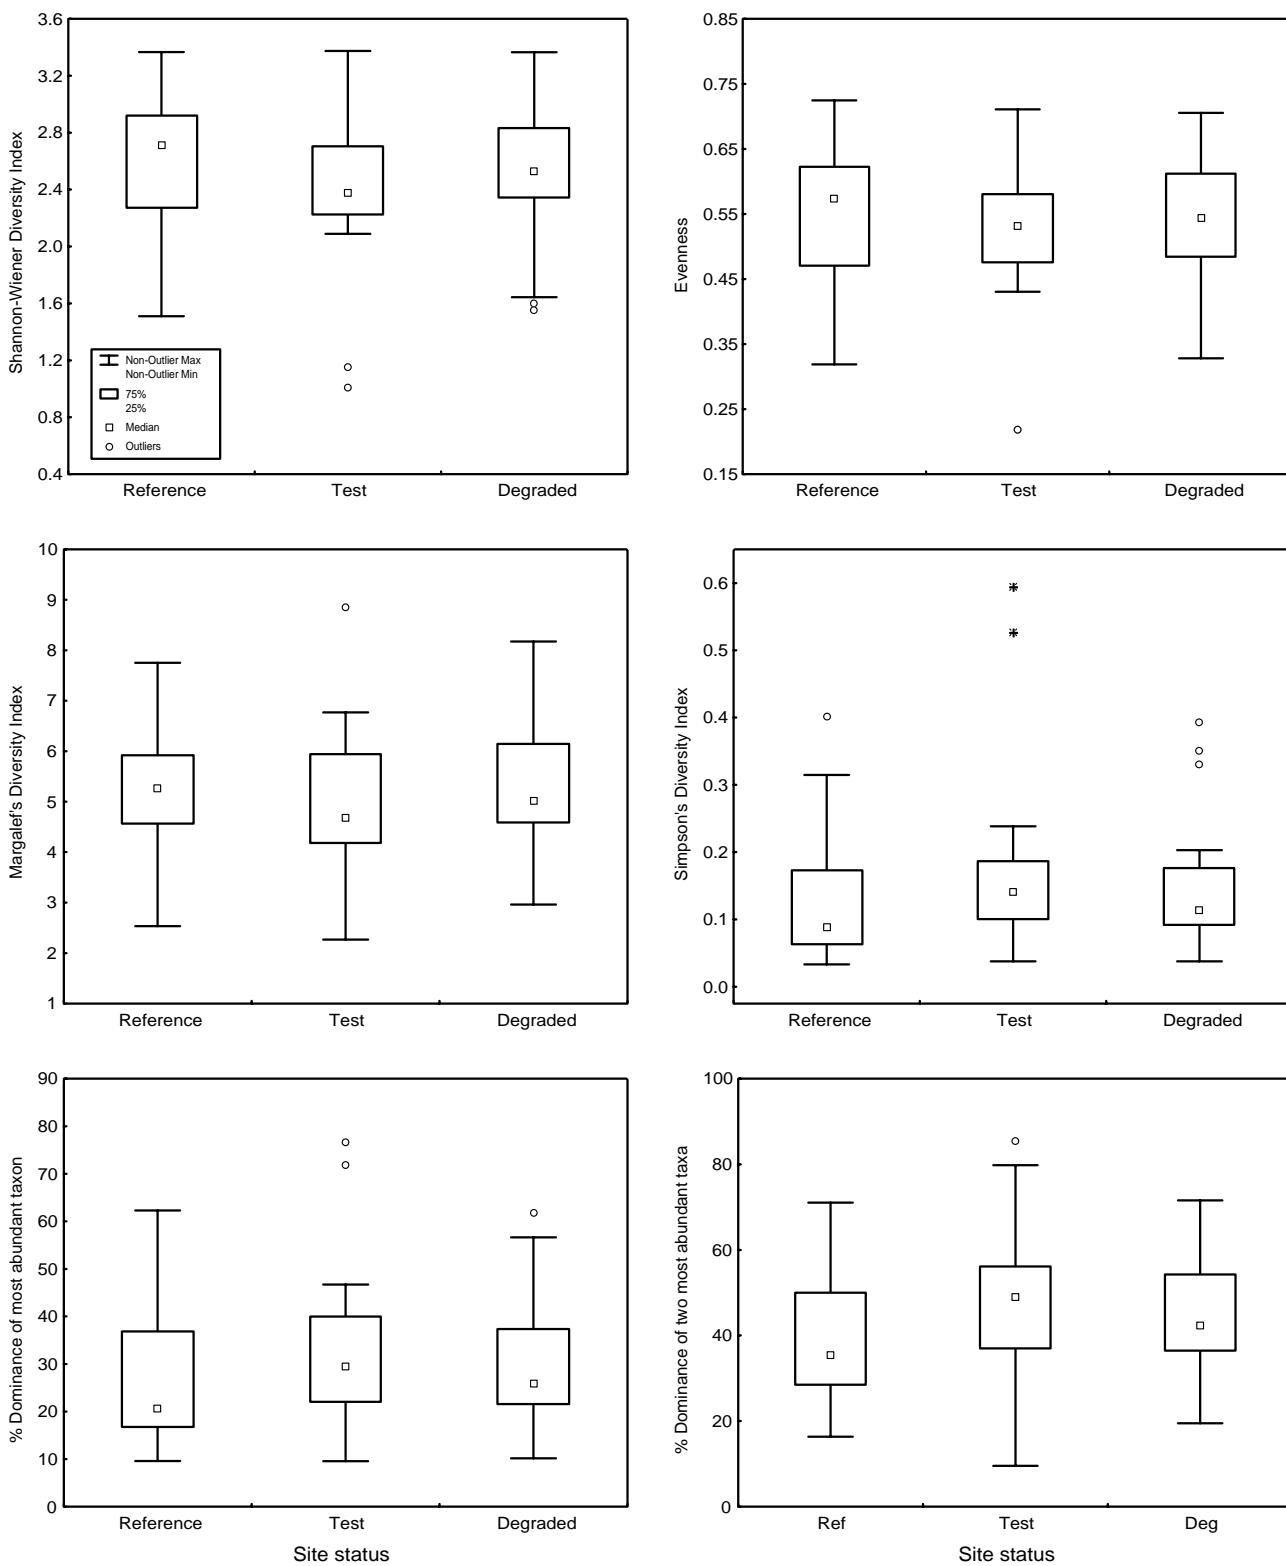 Shannon-Wiener Diversity Index
3.6
3.2
2.8
2.4
2.0
1.6
1.2
0.8
0.4
Non-Outlier Max
Non-Outlier Min
75%
25%
Median
Outliers
Reference Test Degraded
Evenness
0.85
0.75
0.65
0.55
0.45
0.35
0.25
0.15
Reference Test Degraded
Margalef's Diversity Index
10
9
8
7
6
5
4
3
2
1
Reference Test Degraded
Simpson's Diversity Index
0.6
0.5
0.4
0.3
0.2
0.1
0.0
Reference Test Degraded
% Dominance of most abundant taxon
90
80
70
60
50
40
30
20
10
0
Reference Test Degraded
Site status
% Dominance of two most abundant taxa
100
80
60
40
20
0
Ref Test Deg
Site status